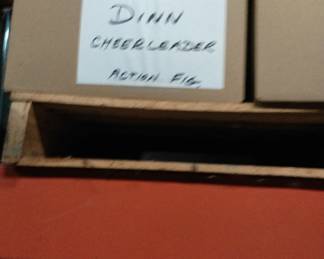 DINN
CHEERLEADER
ACTION FIG.